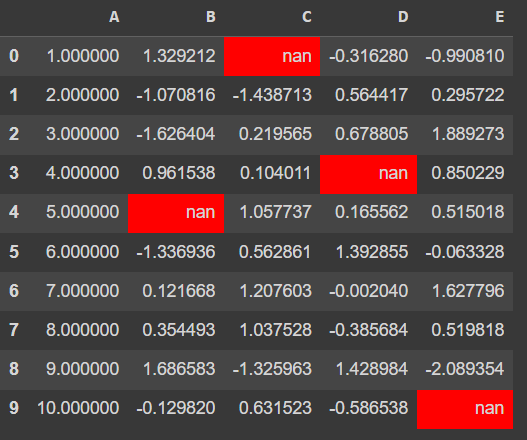 A B C D E
0 1.000000 1.329212 nan -0.316280 -0.990810
1 2.000000 -1.070816 -1.438713 0.564417 0.295722
2 3.000000 -1.626404 0.219565 0.678805 1.889273
3 4.000000 0.961538 0.104011 nan 0.850229
4 5.000000 nan 1.057737 0.165562 0.515018
5 6.000000 -1.336936 0.562861 1.392855 -0.063328
6 7.000000 0.121668 1.207603 -0.002040 1.627796
7 8.000000 0.354493 1.037528 -0.385684 0.519818
8 9.000000 1.686583 -1.325963 1.428984 -2.089354
9 10.000000 -0.129820 0.631523 -0.586538 nan